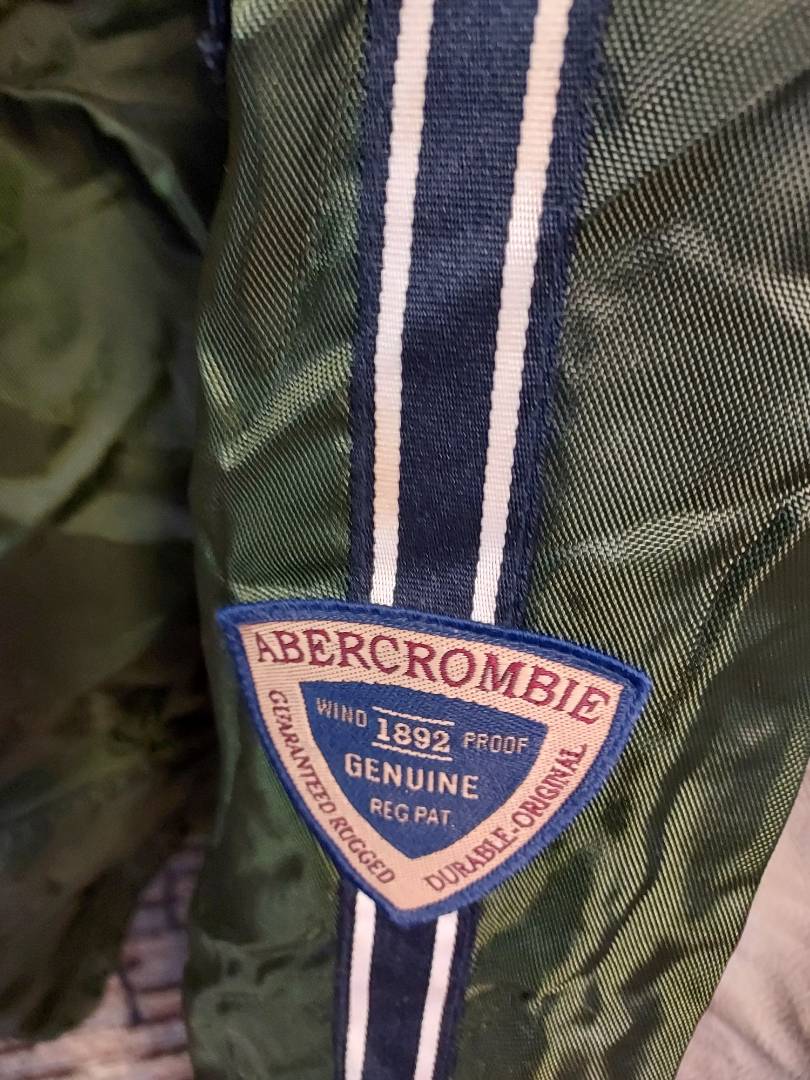 ABERCROMBIE
WIND 1892 PROOF
GENUINE
REG.PAT.
GUARANTEED RUGGED
DURABLE-ORIGINAL